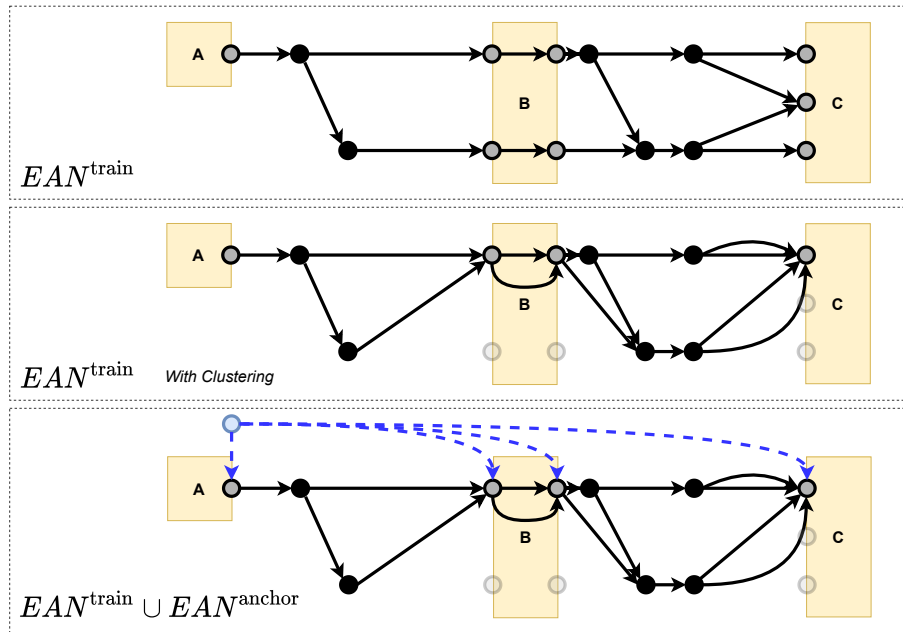 A
B
C
EAN^train
A
B
C
EAN^train
With Clustering
A
B
C
EAN^train ∪ EAN^anchor